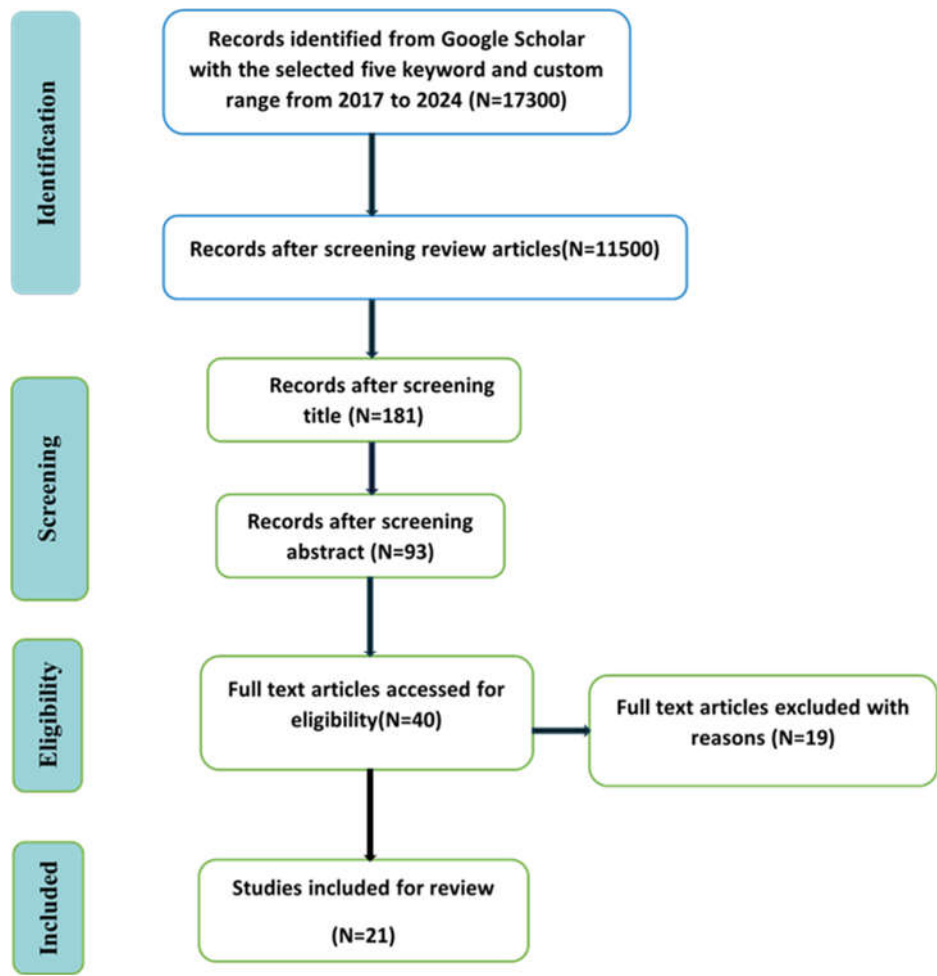 Identification
Records identified from Google Scholar
with the selected five keyword and custom
range from 2017 to 2024 (N=17300)
Records after screening review articles(N=11500)
Screening
Records after screening
title (N=181)
Records after screening
abstract (N=93)
Eligibility
Full text articles accessed for
eligibility(N=40)
Full text articles excluded with
reasons (N=19)
Included
Studies included for review
(N=21)